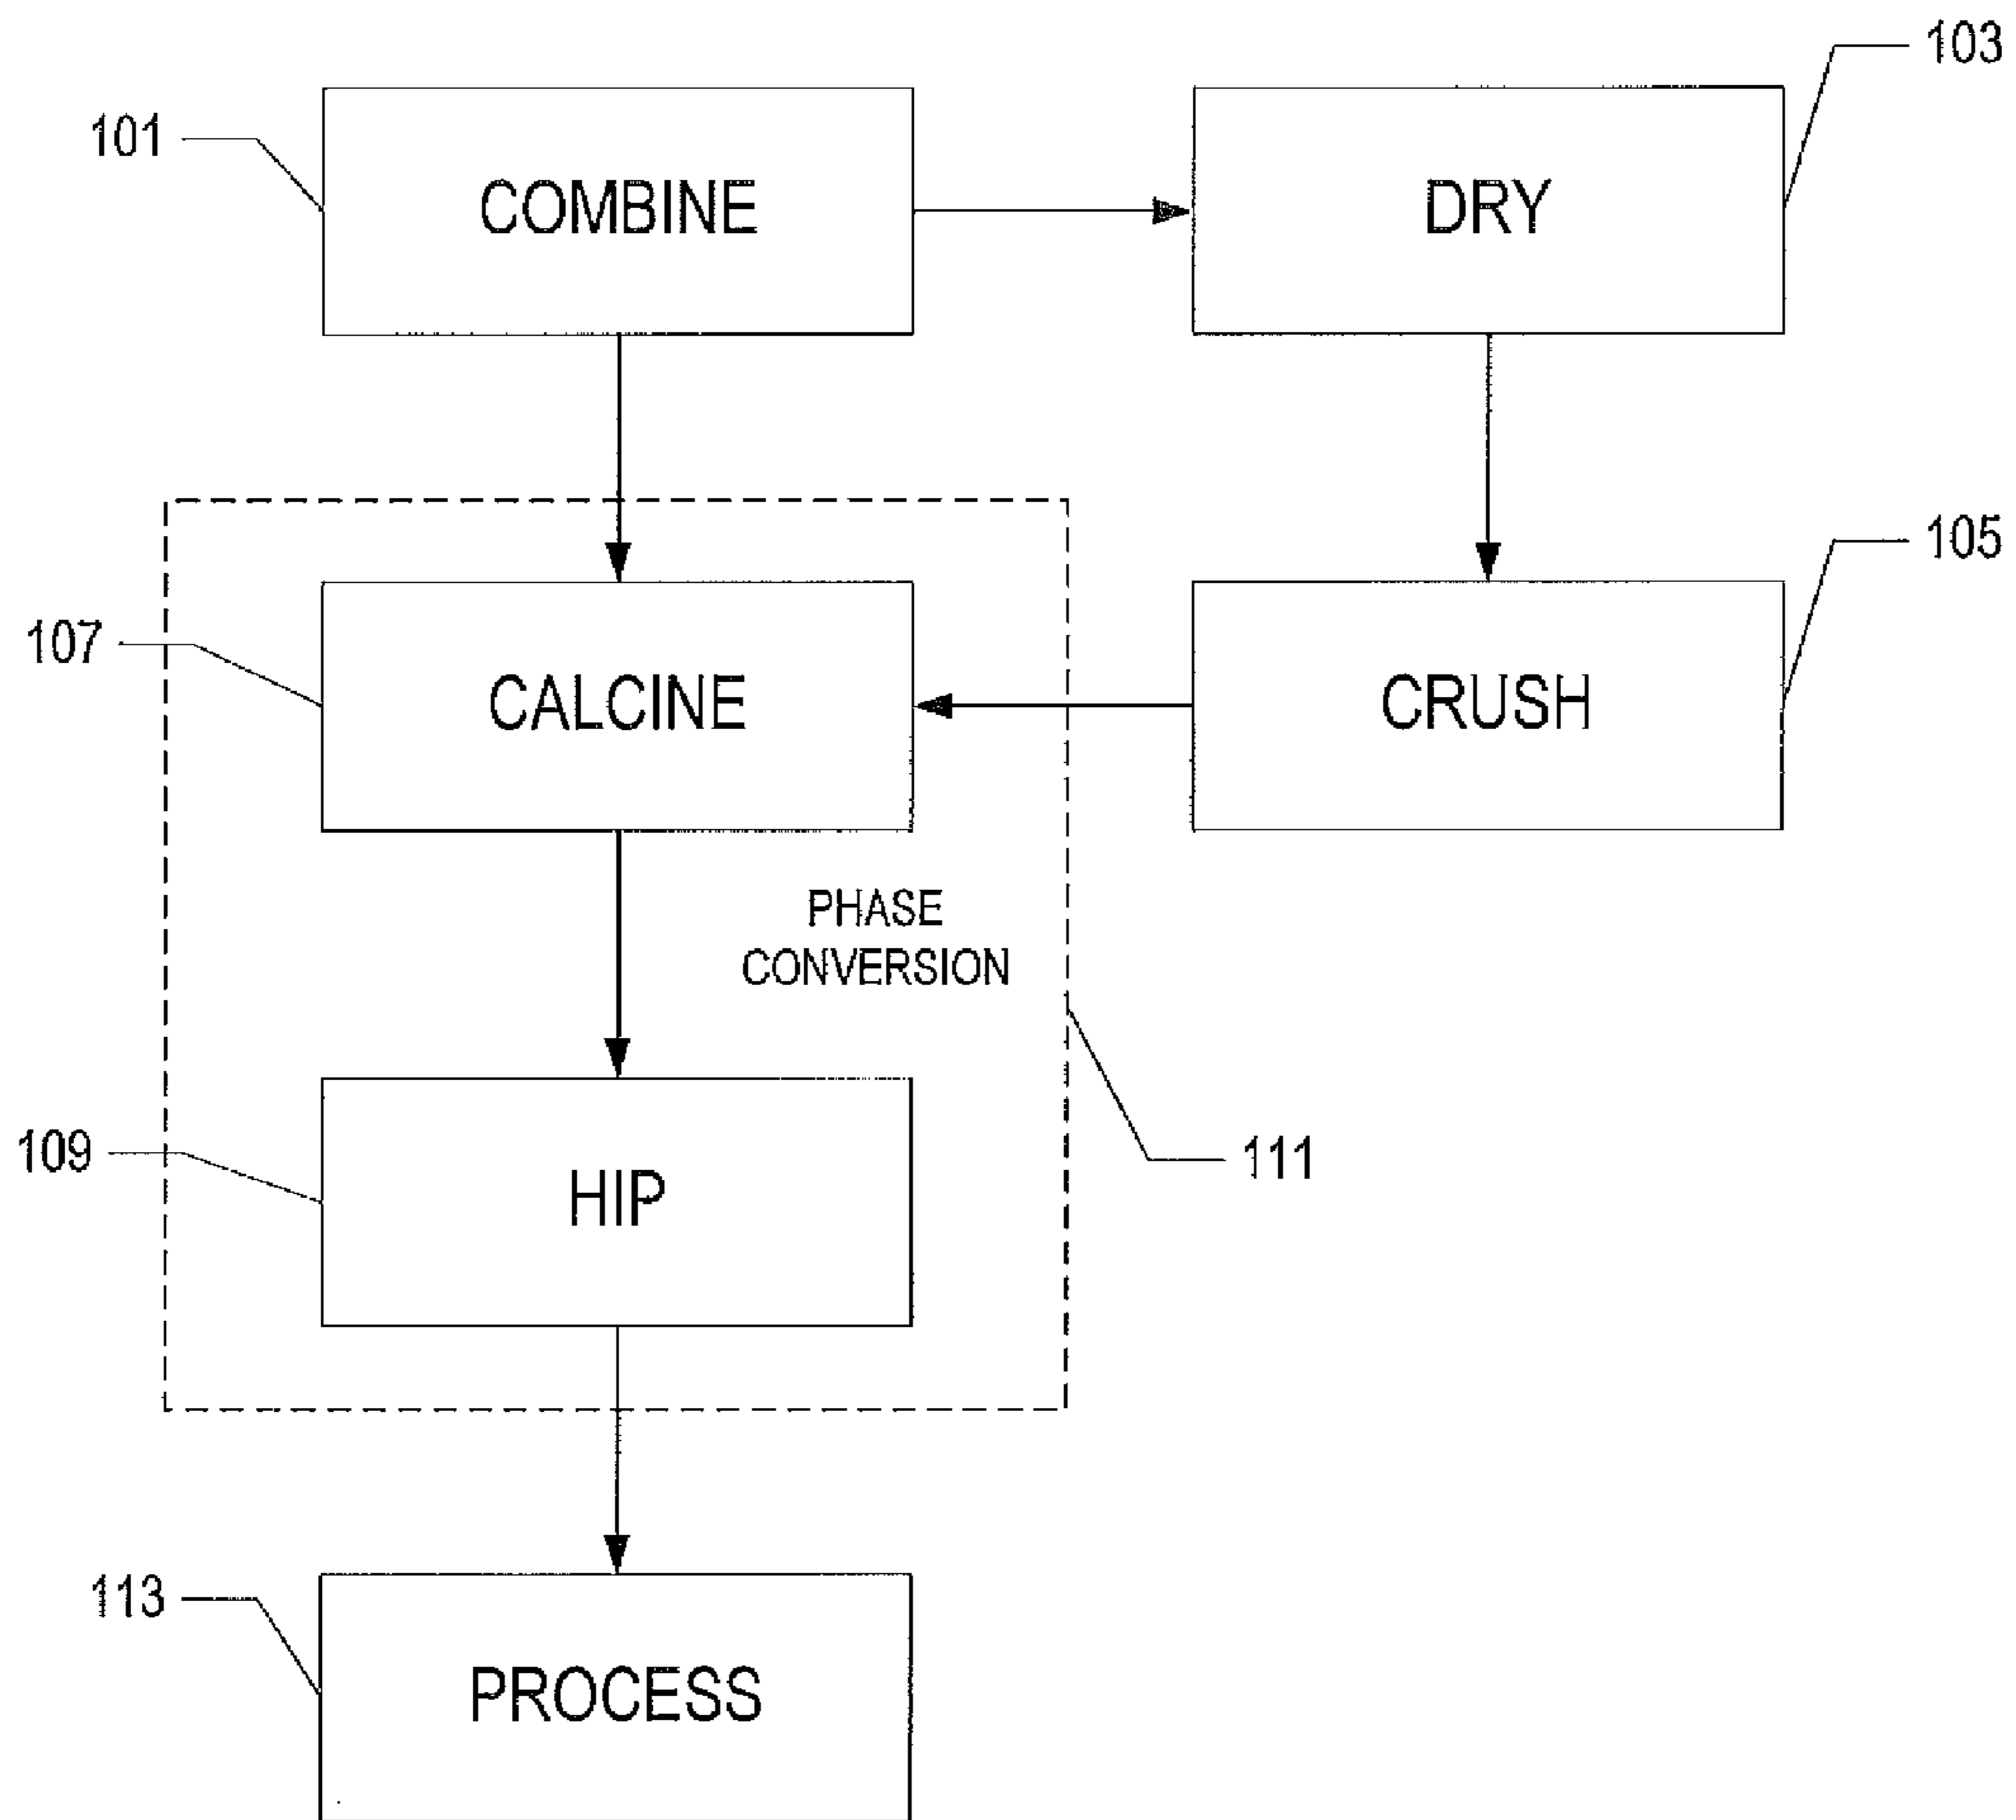 103
101
COMBINE
DRY
105
107
CALCINE
CRUSH
PHASE
CONVERSION
109
HIP
111
113
PROCESS